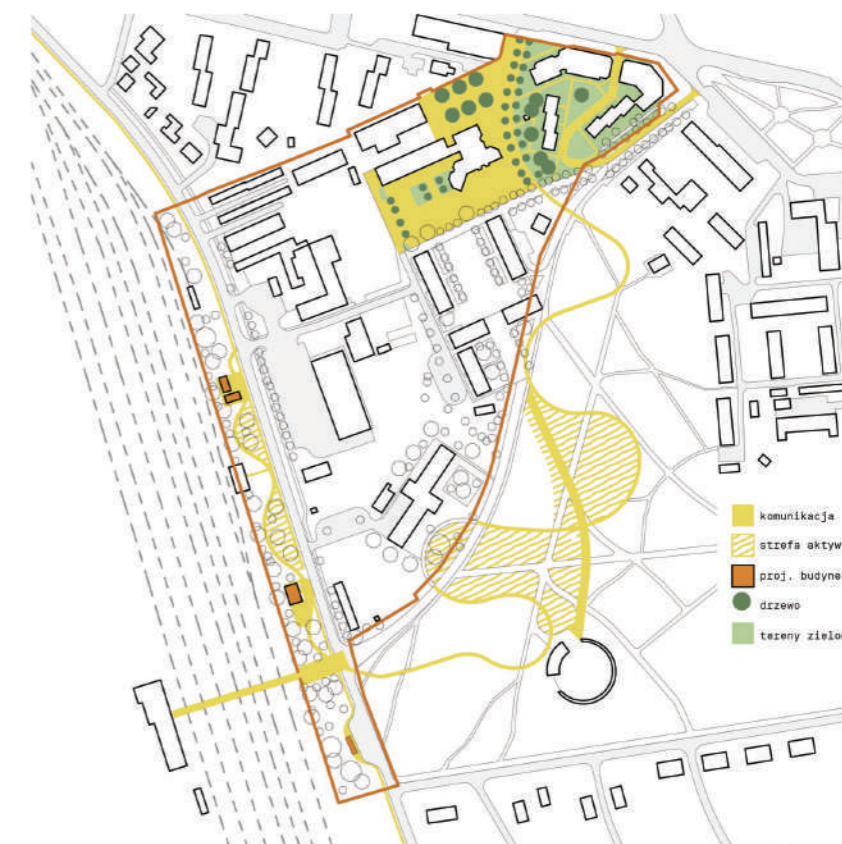 komunikacja
strefa aktyw
proj. budyne
drzewo
tereny zielo